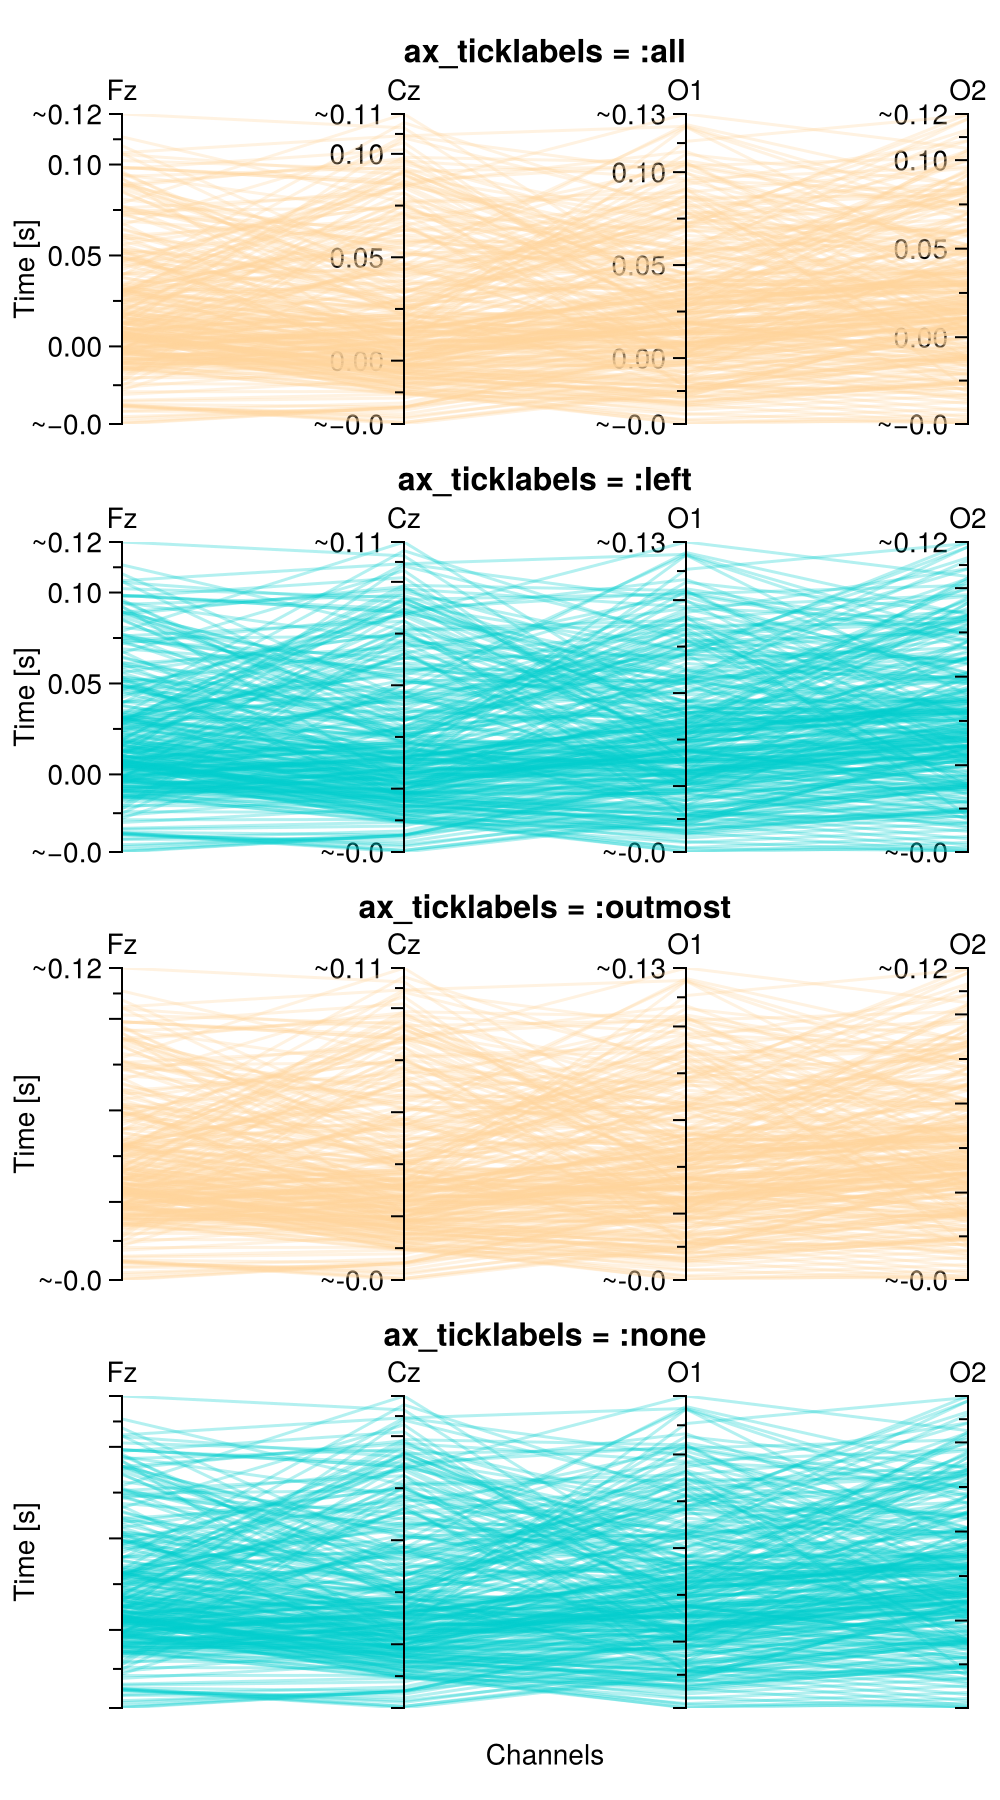 ax_ticklabels = :all
Fz Cz O1 O2
~0.12 ~0.11 ~0.13 ~0.12
0.10 0.10 0.10 0.10
0.05 0.05 0.05 0.05
Time [s]
0.00 0.00 0.00 0.00
~−0.0 ~−0.0 ~−0.0 ~−0.0
ax_ticklabels = :left
Fz Cz O1 O2
~0.12 ~0.11 ~0.13 ~0.12
0.10
0.05
Time [s]
0.00
~−0.0 ~-0.0 ~-0.0 ~-0.0
ax_ticklabels = :outmost
Fz Cz O1 O2
~0.12 ~0.11 ~0.13 ~0.12
Time [s]
~-0.0 ~-0.0 ~-0.0 ~-0.0
ax_ticklabels = :none
Fz Cz O1 O2
Time [s]
Channels